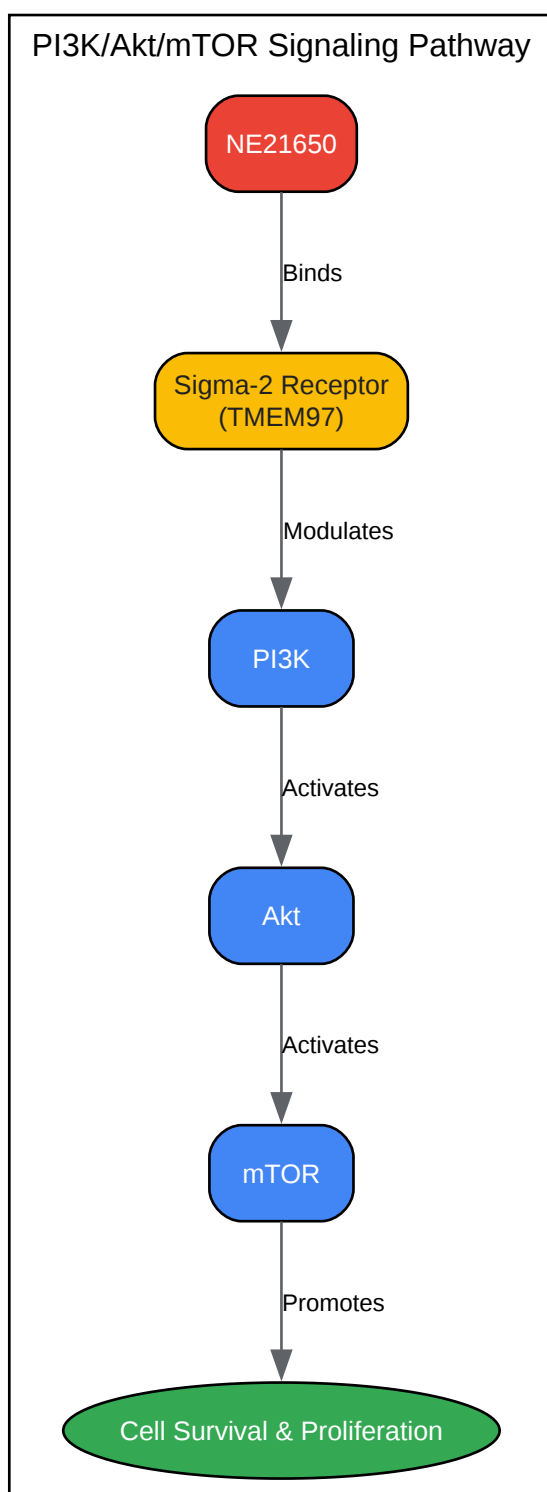 PI3K/Akt/mTOR Signaling Pathway
NE21650
Binds
Sigma-2 Receptor
(TMEM97)
Modulates
PI3K
Activates
Akt
Activates
mTOR
Promotes
Cell Survival & Proliferation